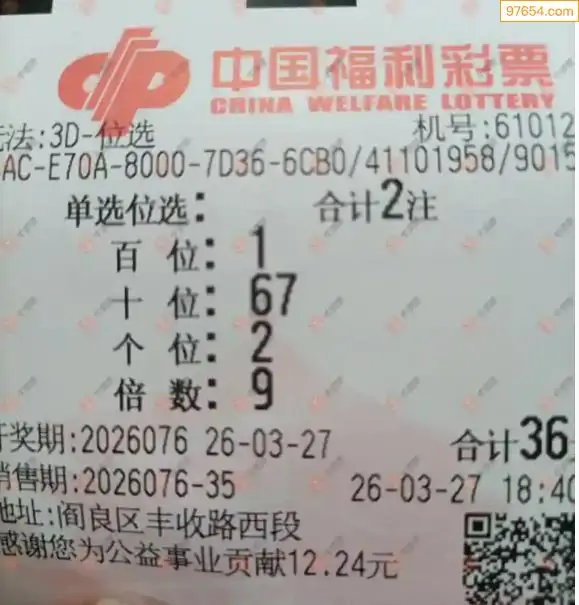 97654.com
中国福利彩票
CHINA WELFARE LOTTERY
法:3D-位选 机号:61012
AC-E70A-8000-7D36-6CB0/41101958/9015
单选位选: 合计2注
百 位: 1
十 位: 67
个 位: 2
倍 数: 9
开奖期:2026076 26-03-27 合计36
销售期:2026076-35 26-03-27 18:40
地址:阎良区丰收路西段
感谢您为公益事业贡献12.24元